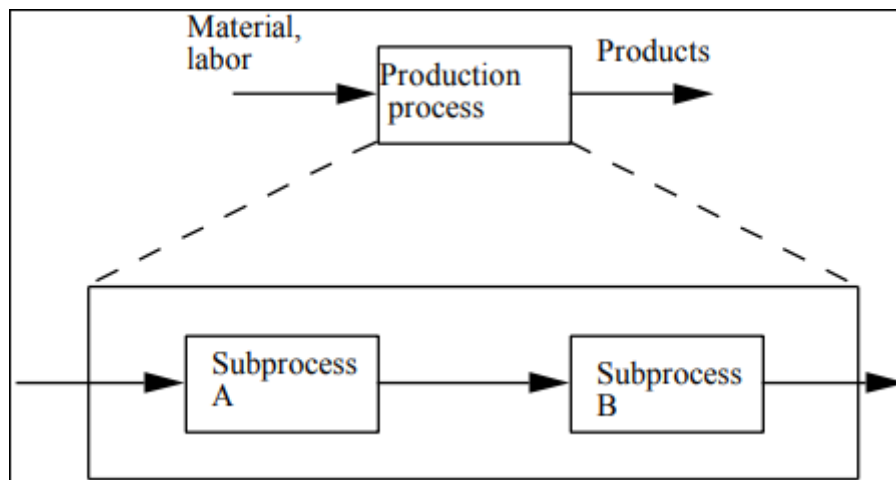 Material,
labor
Production
process
Products
Subprocess
A
Subprocess
B